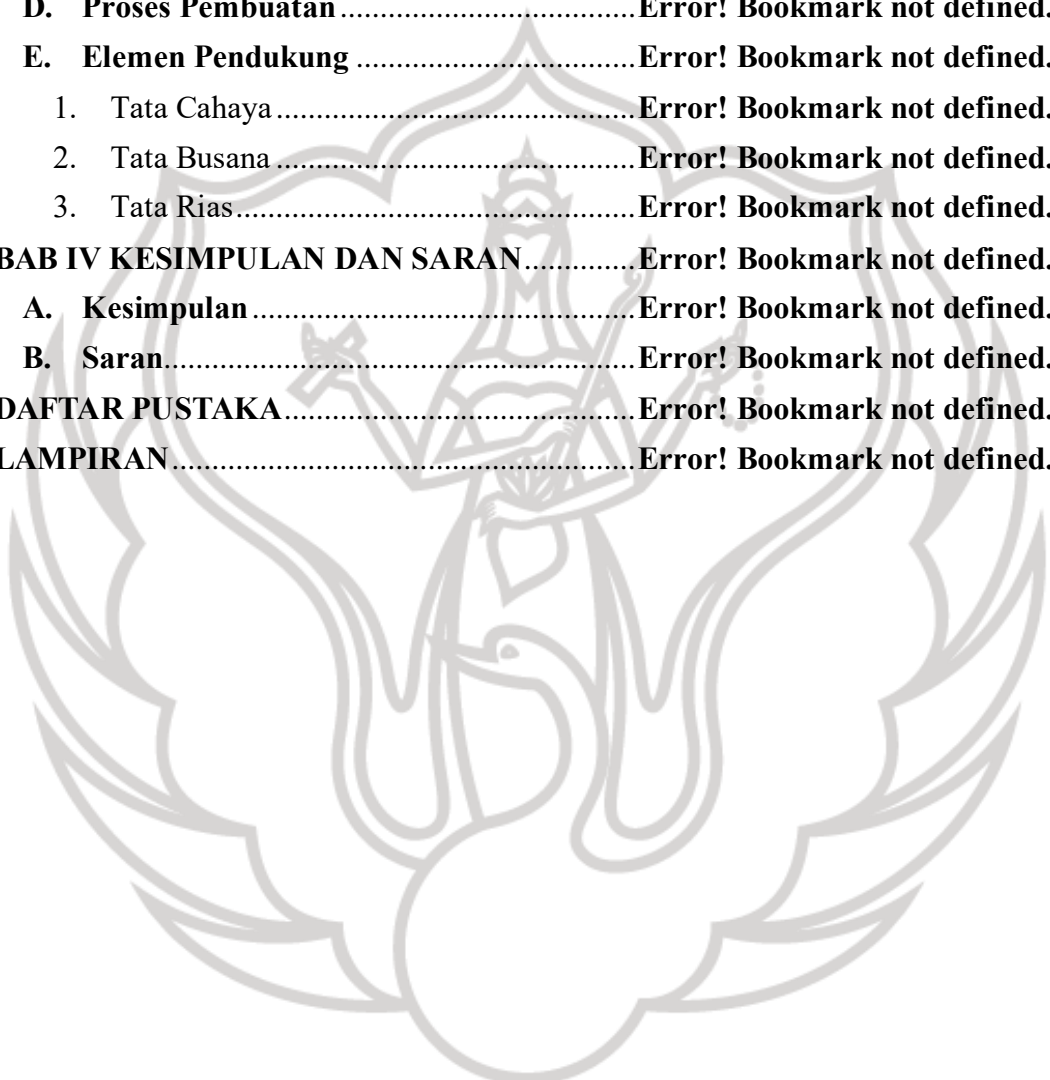 D. Proses Pembuatan........................................Error! Bookmark not defined.
E. Elemen Pendukung......................................Error! Bookmark not defined.
1. Tata Cahaya................................................Error! Bookmark not defined.
2. Tata Busana................................................Error! Bookmark not defined.
3. Tata Rias.....................................................Error! Bookmark not defined.
BAB IV KESIMPULAN DAN SARAN.................Error! Bookmark not defined.
A. Kesimpulan...................................................Error! Bookmark not defined.
B. Saran.............................................................Error! Bookmark not defined.
DAFTAR PUSTAKA..............................................Error! Bookmark not defined.
LAMPIRAN............................................................Error! Bookmark not defined.